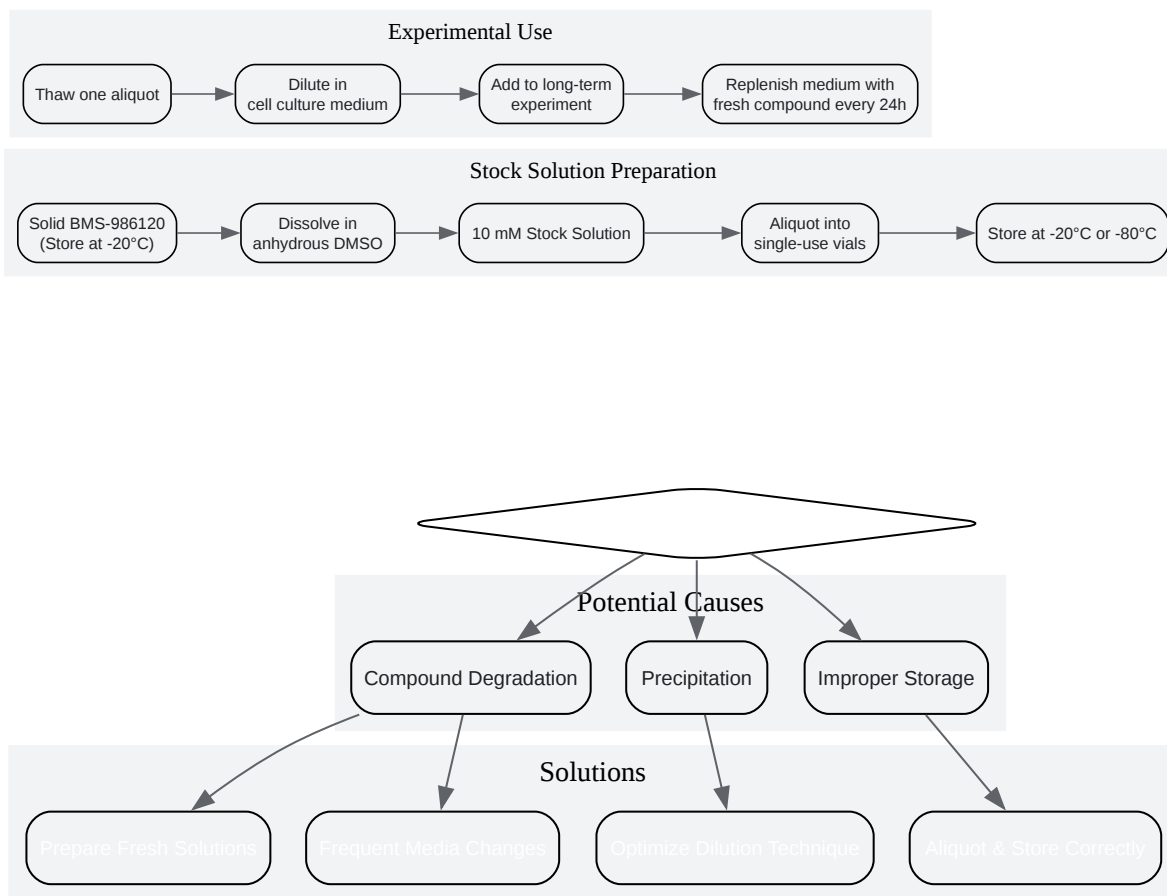 Experimental Use
Thaw one aliquot
Dilute in
cell culture medium
Add to long-term
experiment
Replenish medium with
fresh compound every 24h
Stock Solution Preparation
Solid BMS-986120
(Store at -20°C)
Dissolve in
anhydrous DMSO
10 mM Stock Solution
Aliquot into
single-use vials
Store at -20°C or -80°C
Potential Causes
Compound Degradation
Precipitation
Improper Storage
Solutions
Prepare Fresh Solutions
Frequent Media Changes
Optimize Dilution Technique
Aliquot & Store Correctly